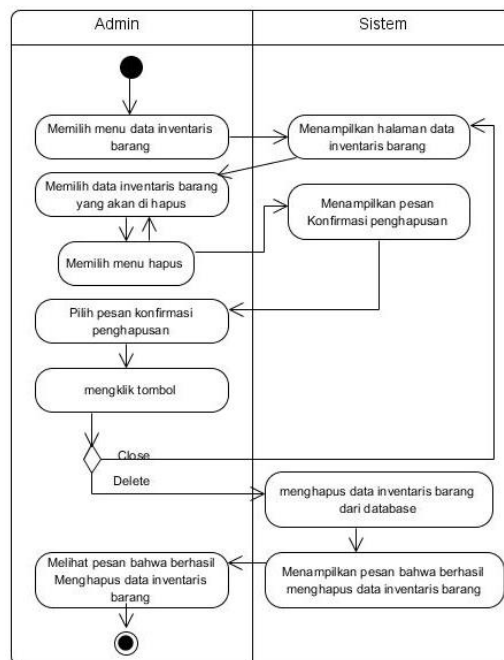 Admin
Sistem
Memilih menu data inventaris
barang
Menampilkan halaman data
inventaris barang
Memilih data inventaris barang
yang akan di hapus
Menampilkan pesan
Konfirmasi penghapusan
Memilih menu hapus
Pilih pesan konfirmasi
penghapusan
mengklik tombol
Close
Delete
menghapus data inventaris barang
dari database
Melihat pesan bahwa berhasil
Menghapus data inventaris
barang
Menampilkan pesan bahwa berhasil
menghapus data inventaris barang